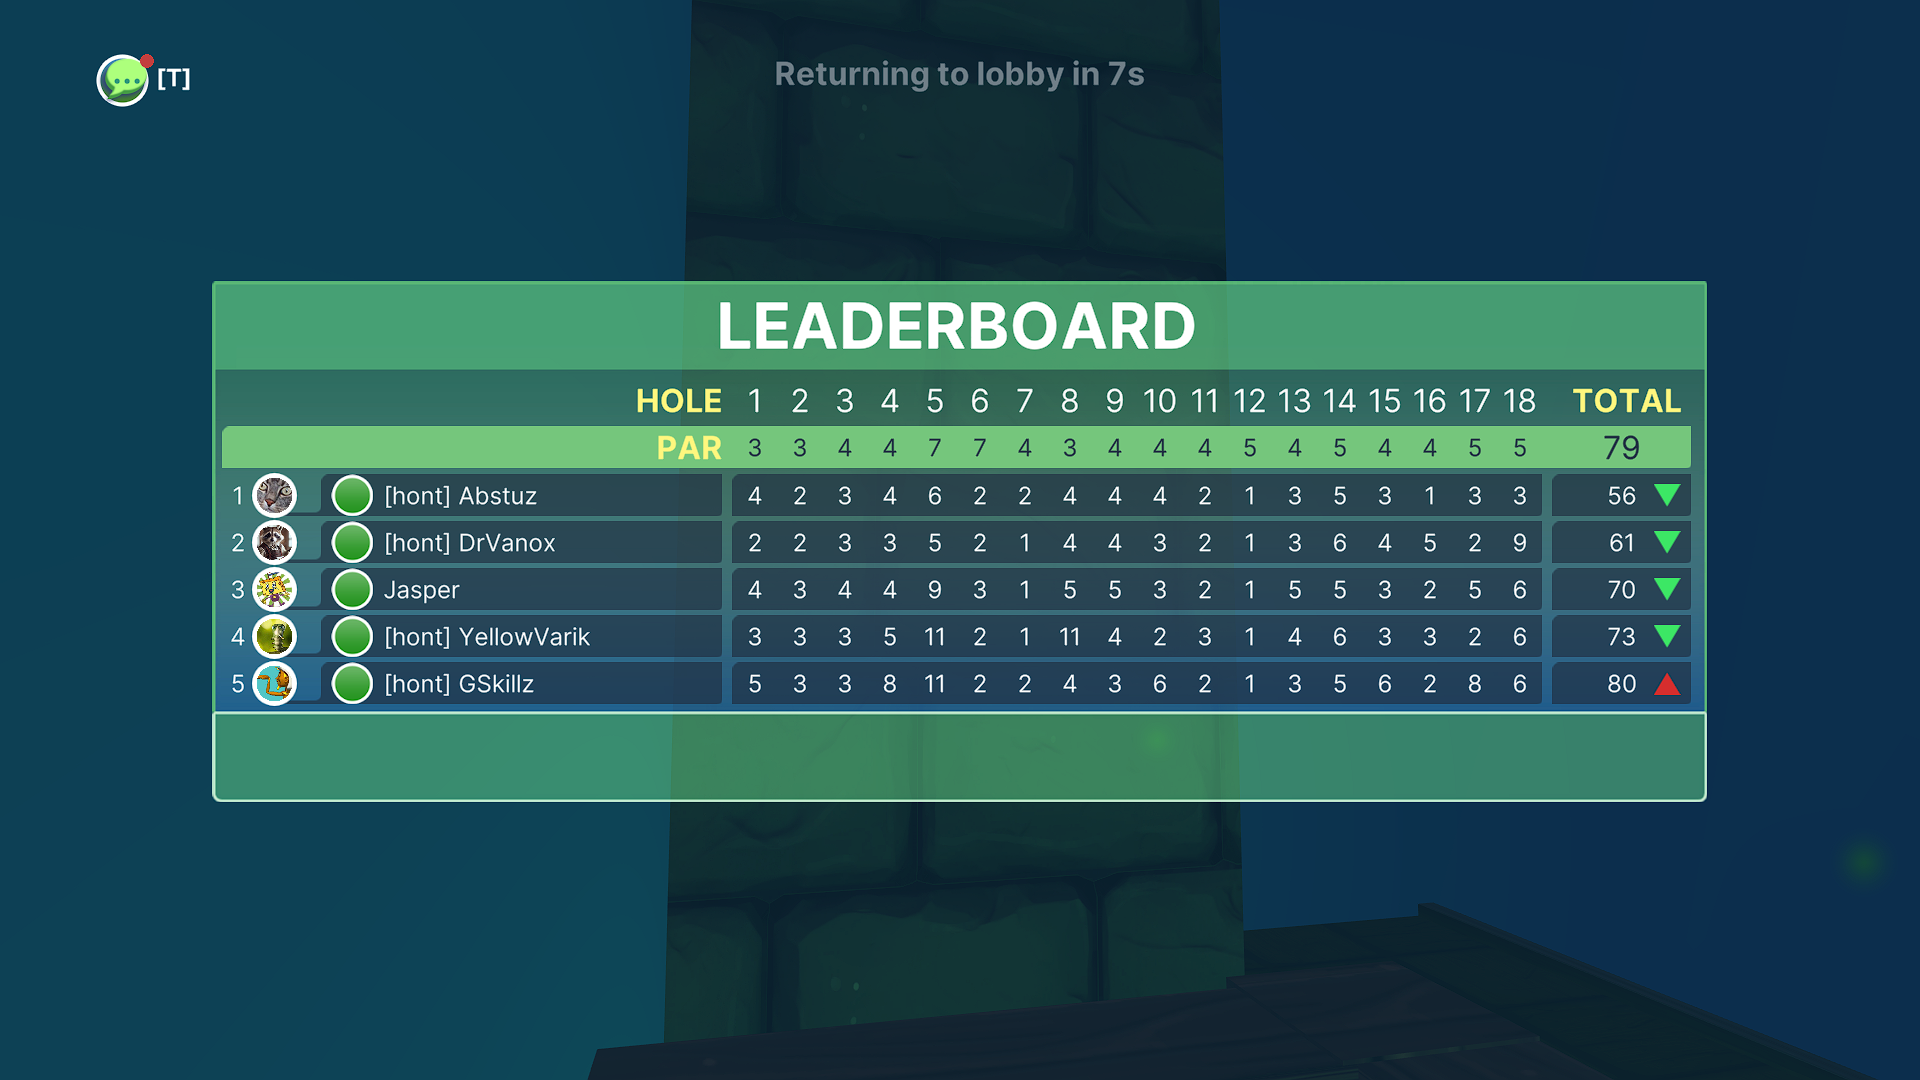 [T]
Returning to lobby in 7s
LEADERBOARD
HOLE 1 2 3 4 5 6 7 8 9 10 11 12 13 14 15 16 17 18 TOTAL
PAR 3 3 4 4 7 7 4 3 4 4 4 5 4 5 4 4 5 5 79
1 [hont] Abstuz 4 2 3 4 6 2 2 4 4 4 2 1 3 5 3 1 3 3 56
2 [hont] DrVanox 2 2 3 3 5 2 1 4 4 3 2 1 3 6 4 5 2 9 61
3 Jasper 4 3 4 4 9 3 1 5 5 3 2 1 5 5 3 2 5 6 70
4 [hont] YellowVarik 3 3 3 5 11 2 1 11 4 2 3 1 4 6 3 3 2 6 73
5 [hont] GSkillz 5 3 3 8 11 2 2 4 3 6 2 1 3 5 6 2 8 6 80